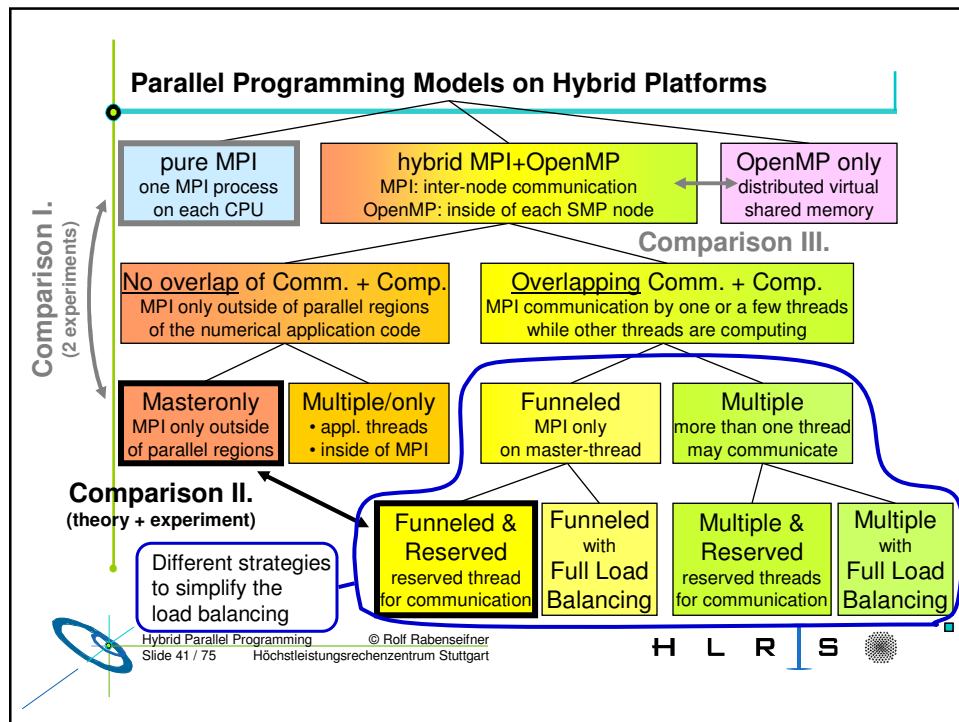 Parallel Programming Models on Hybrid Platforms
pure MPI
one MPI process
on each CPU
hybrid MPI+OpenMP
MPI: inter-node communication
OpenMP: inside of each SMP node
OpenMP only
distributed virtual
shared memory
Comparison I.
(2 experiments)
Comparison III.
No overlap of Comm. + Comp.
MPI only outside of parallel regions
of the numerical application code
Overlapping Comm. + Comp.
MPI communication by one or a few threads
while other threads are computing
Masteronly
MPI only outside
of parallel regions
Multiple/only
• appl. threads
• inside of MPI
Funneled
MPI only
on master-thread
Multiple
more than one thread
may communicate
Comparison II.
(theory + experiment)
Funneled &
Reserved
reserved thread
for communication
Funneled
with
Full Load
Balancing
Multiple &
Reserved
reserved threads
for communication
Multiple
with
Full Load
Balancing
Different strategies
to simplify the
load balancing
Hybrid Parallel Programming © Rolf Rabenseifner
Slide 41 / 75 Höchstleistungsrechenzentrum Stuttgart
H L R I S